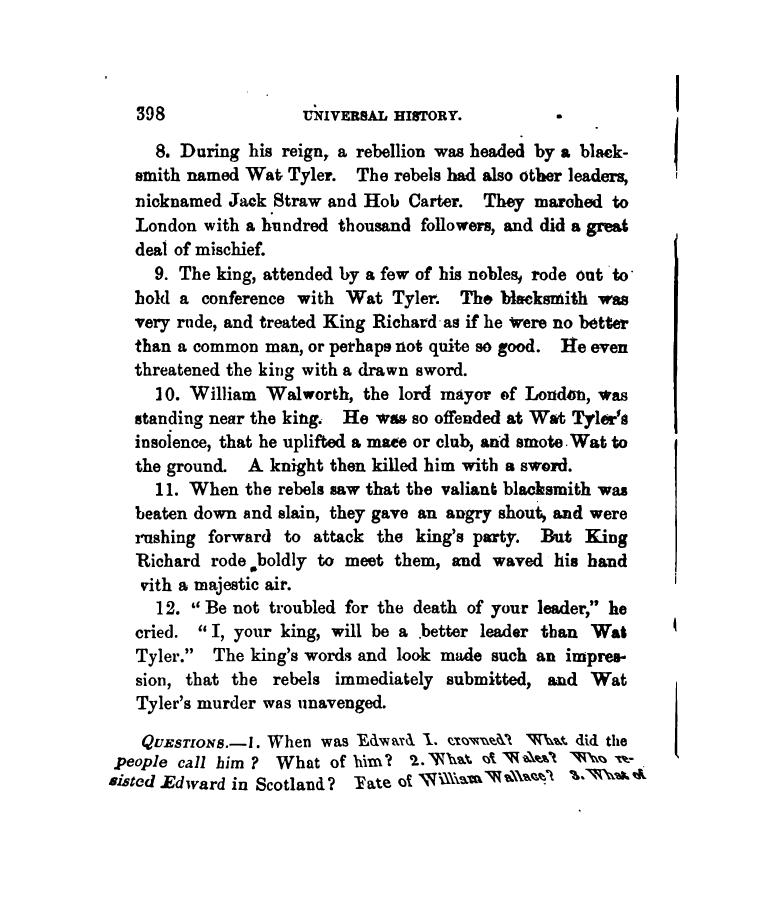 398 UNIVERSAL HISTORY.
8. During his reign, a rebellion was headed by a black-
smith named Wat Tyler. The rebels had also other leaders,
nicknamed Jack Straw and Hob Carter. They marched to
London with a hundred thousand followers, and did a great
deal of mischief.
9. The king, attended by a few of his nobles, rode out to
hold a conference with Wat Tyler. The blacksmith was
very rude, and treated King Richard as if he were no better
than a common man, or perhaps not quite so good. He even
threatened the king with a drawn sword.
10. William Walworth, the lord mayor of London, was
standing near the king. He was so offended at Wat Tyler's
insolence, that he uplifted a mace or club, and smote Wat to
the ground. A knight then killed him with a sword.
11. When the rebels saw that the valiant blacksmith was
beaten down and slain, they gave an angry shout, and were
rushing forward to attack the king's party. But King
Richard rode boldly to meet them, and waved his hand
vith a majestic air.
12. "Be not troubled for the death of your leader," he
cried. "I, your king, will be a better leader than Wat
Tyler." The king's words and look made such an impres-
sion, that the rebels immediately submitted, and Wat
Tyler's murder was unavenged.
QUESTIONS.—1. When was Edward I. crowned? What did the
people call him? What of him? 2. What of Wales? Who re-
sisted Edward in Scotland? Fate of William Wallace? 3. What of